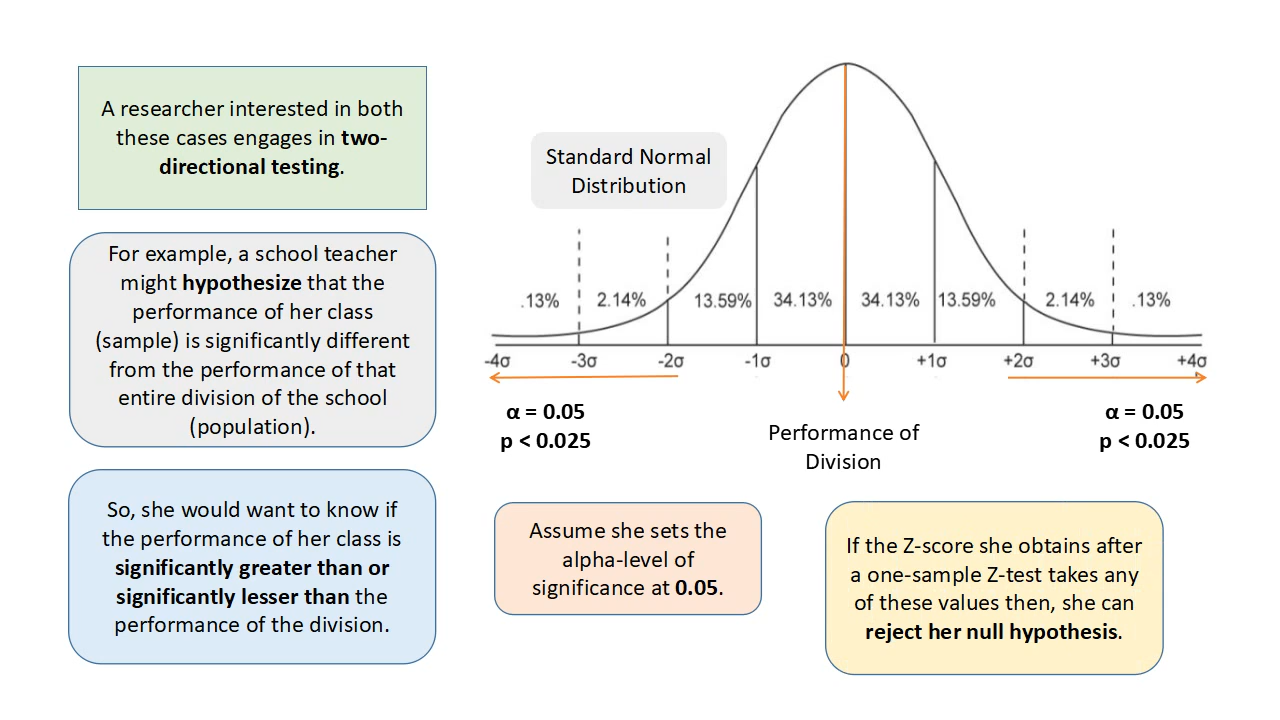 A researcher interested in both
these cases engages in two-
directional testing.
For example, a school teacher
might hypothesize that the
performance of her class
(sample) is significantly different
from the performance of that
entire division of the school
(population).
So, she would want to know if
the performance of her class is
significantly greater than or
significantly lesser than the
performance of the division.
Standard Normal
Distribution
.13% 2.14% 13.59% 34.13% 34.13% 13.59% 2.14% .13%
-4σ -3σ -2σ -1σ 0 +1σ +2σ +3σ +4σ
α = 0.05
p < 0.025
Performance of
Division
α = 0.05
p < 0.025
Assume she sets the
alpha-level of
significance at 0.05.
If the Z-score she obtains after
a one-sample Z-test takes any
of these values then, she can
reject her null hypothesis.